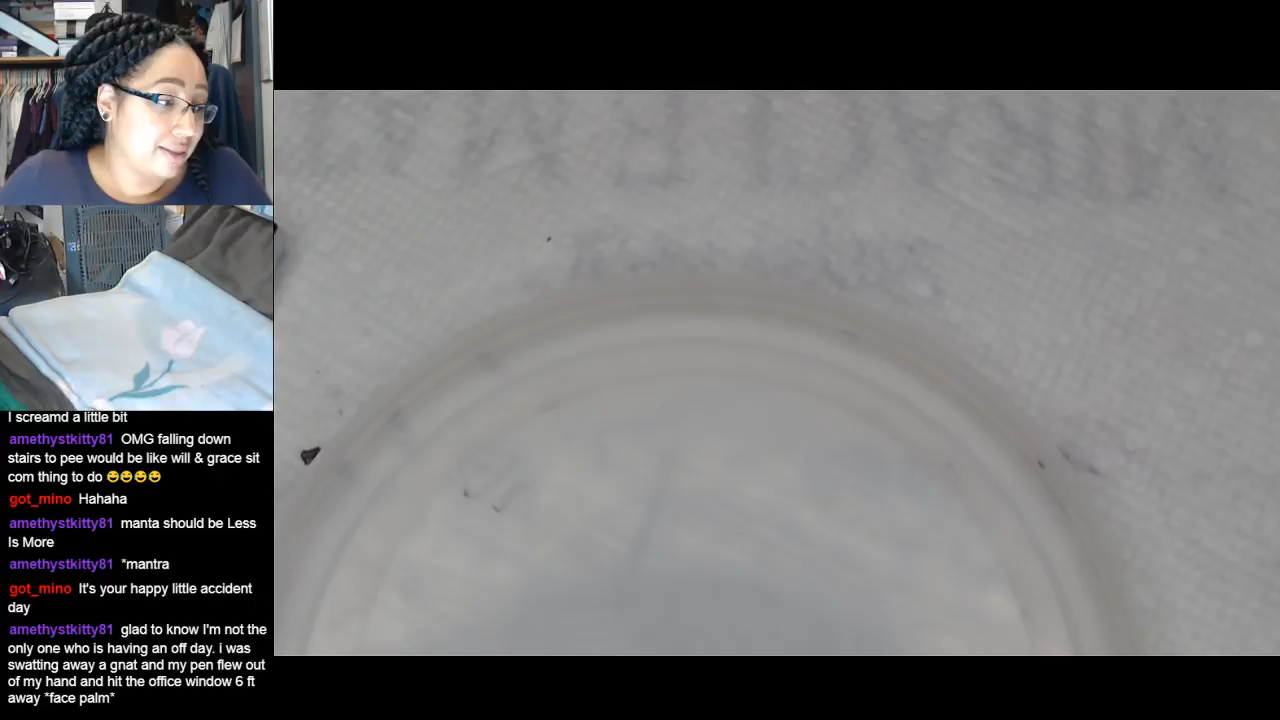 I screamd a little bit
amethystkitty81 OMG falling down
stairs to pee would be like will & grace sit
com thing to do 😂😂😂😂
got_mino Hahaha
amethystkitty81 manta should be Less
Is More
amethystkitty81 *mantra
got_mino It's your happy little accident
day
amethystkitty81 glad to know I'm not the
only one who is having an off day. i was
swatting away a gnat and my pen flew out
of my hand and hit the office window 6 ft
away *face palm*